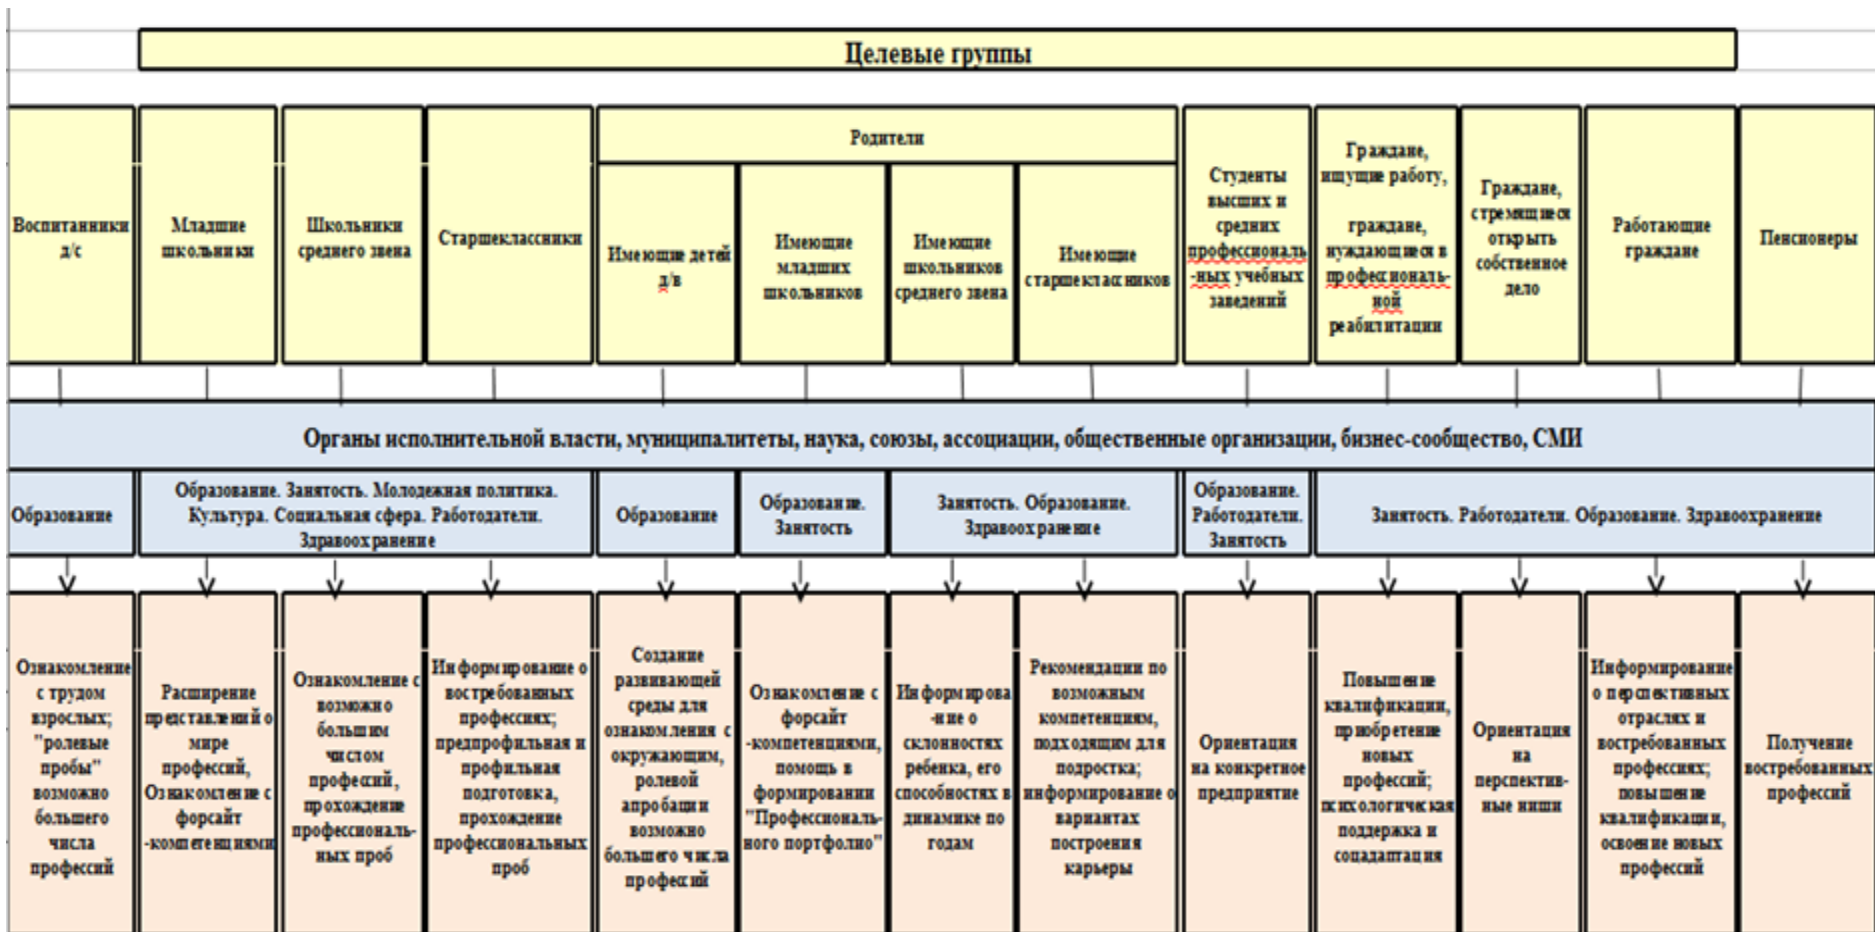 Целевые группы
Воспитанники
д/с
Младшие
школьники
Школьники
среднего звена
Старшеклассники
Родители
Имеющие детей
д/в
Имеющие
младших
школьников
Имеющие
школьников
среднего звена
Имеющие
старшеклассников
Студенты
высших и
средних
профессиональ
-ных учебных
заведений
Граждане,
ищущие работу,
граждане,
нуждающиеся в
профессиональ-
ной
реабилитации
Граждане,
стремящиеся
открыть
собственное
дело
Работающие
граждане
Пенсионеры
Органы исполнительной власти, муниципалитеты, наука, союзы, ассоциации, общественные организации, бизнес-сообщество, СМИ
Образование
Образование. Занятость. Молодежная политика.
Культура. Социальная сфера. Работодатели.
Здравоохранение
Образование
Образование.
Занятость
Занятость. Образование.
Здравоохранение
Образование.
Работодатели.
Занятость
Занятость. Работодатели. Образование. Здравоохранение
Ознакомление
с трудом
взрослых;
"ролевые
пробы"
возможно
большего
числа
профессий
Расширение
представлений о
мире
профессий,
Ознакомление с
форсайт
-компетенциями
Ознакомление с
возможно
большим
числом
профессий,
прохождение
профессиональ-
ных проб
Информирование о
востребованных
профессиях;
предпрофильная и
профильная
подготовка,
прохождение
профессиональных
проб
Создание
развивающей
среды для
ознакомления с
окружающим,
ролевой
апробации
возможно
большего числа
професий
Ознакомление с
форсайт
-компетенциями,
помощь в
формировании
"Профессиональ-
ного портфолио"
Информирова
-ние о
склонностях
ребенка, его
способностях в
динамике по
годам
Рекомендации по
возможным
компетенциям,
подходящим для
подростка;
информирование о
вариантах
построения
карьеры
Ориентация
на конкретное
предприятие
Повышение
квалификации,
приобретение
новых
профессий;
психологическая
поддержка и
соцадаптация
Ориентация
на
перспектив-
ные ниши
Информирование
о перспективных
отраслях и
востребованных
профессиях;
повышение
квалификации,
освоение новых
профессий
Получение
востребованных
профессий